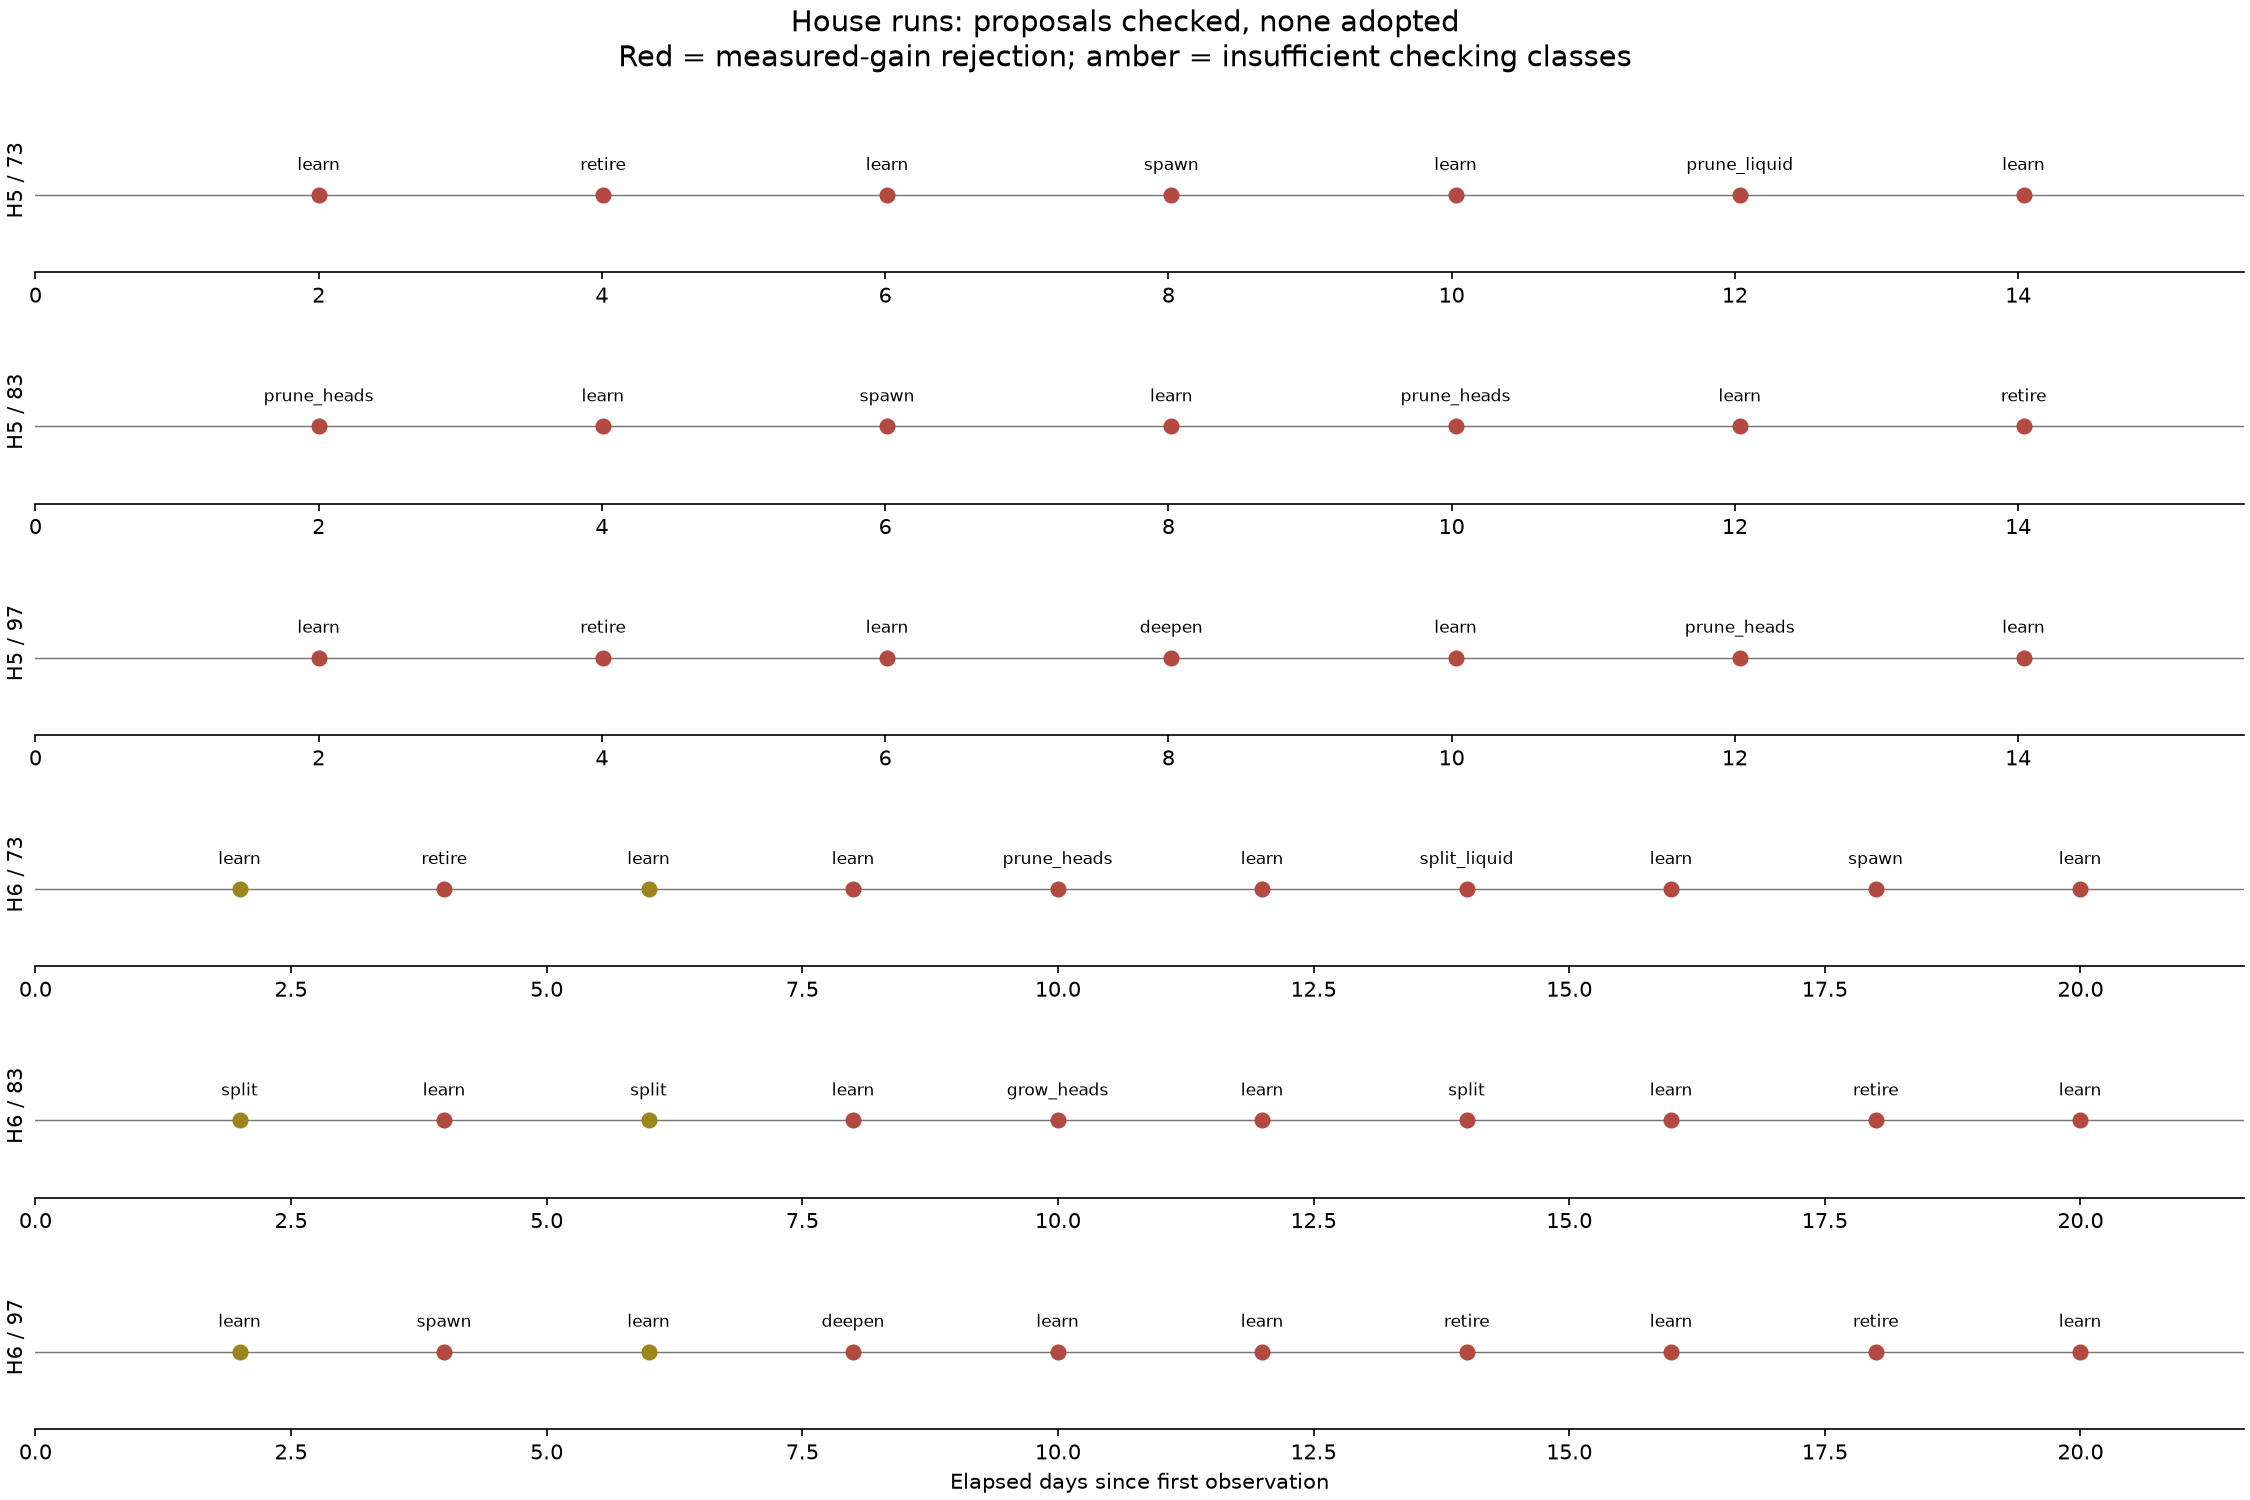 House runs: proposals checked, none adopted
Red = measured-gain rejection; amber = insufficient checking classes
H5 / 73
learn retire learn spawn learn prune_liquid learn
0 2 4 6 8 10 12 14
H5 / 83
prune_heads learn spawn learn prune_heads learn retire
0 2 4 6 8 10 12 14
H5 / 97
learn retire learn deepen learn prune_heads learn
0 2 4 6 8 10 12 14
H6 / 73
learn retire learn learn prune_heads learn split_liquid learn spawn learn
0.0 2.5 5.0 7.5 10.0 12.5 15.0 17.5 20.0
H6 / 83
split learn split learn grow_heads learn split learn retire learn
0.0 2.5 5.0 7.5 10.0 12.5 15.0 17.5 20.0
H6 / 97
learn spawn learn deepen learn learn retire learn retire learn
0.0 2.5 5.0 7.5 10.0 12.5 15.0 17.5 20.0
Elapsed days since first observation